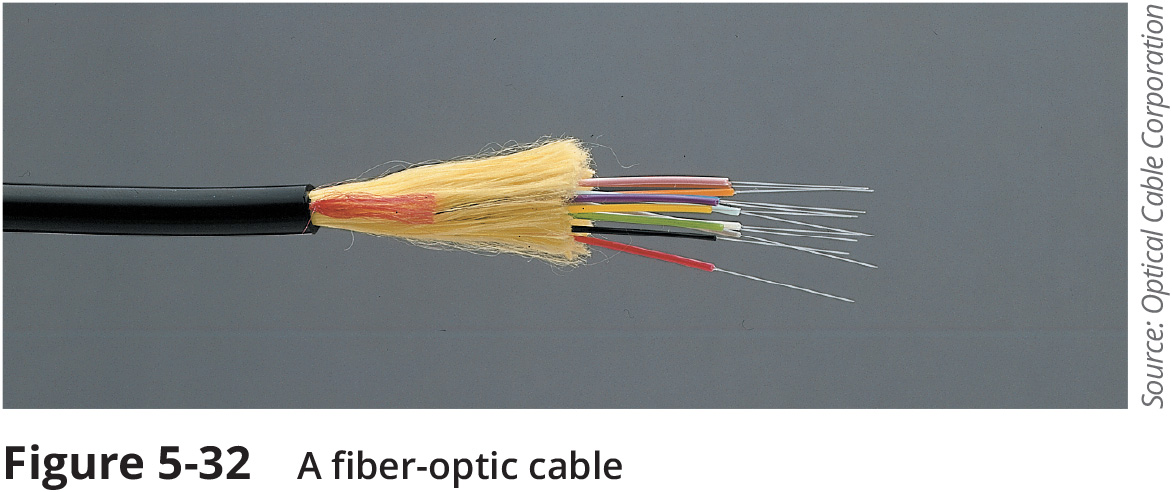 Source: Optical Cable Corporation
Figure 5-32 A fiber-optic cable